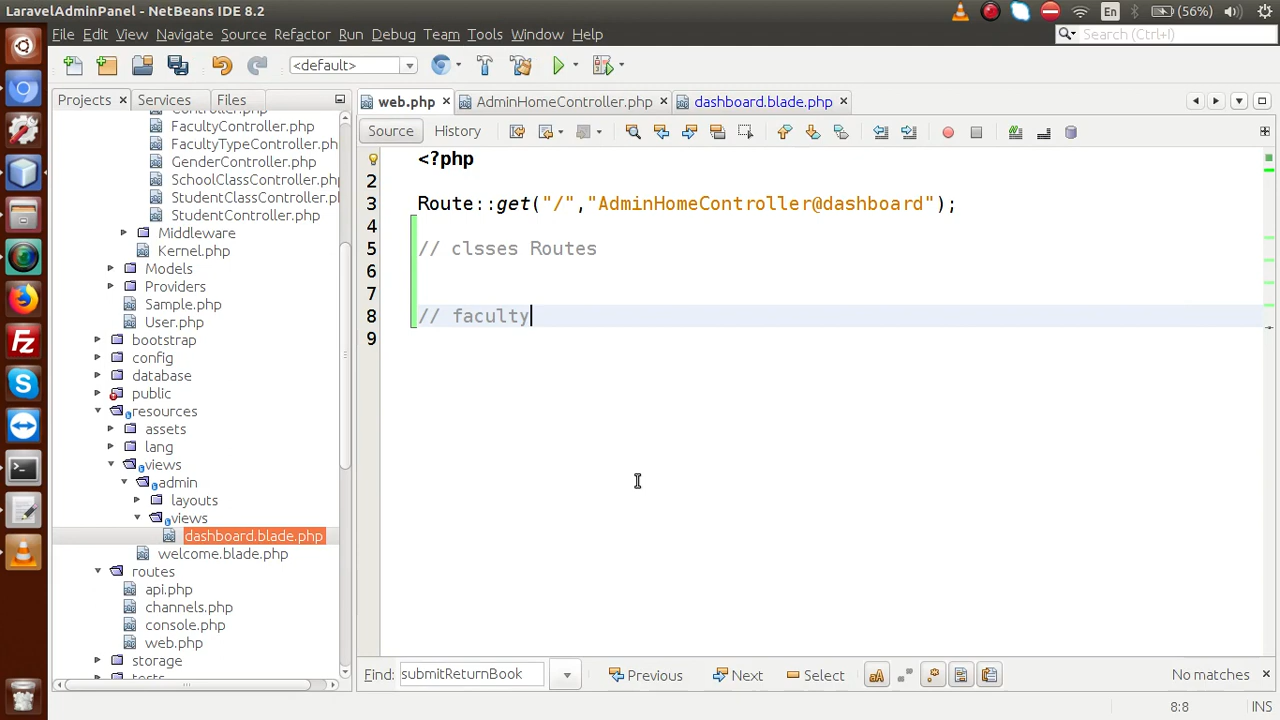 LaravelAdminPanel - NetBeans IDE 8.2
En
(56%)
File Edit View Navigate Source Refactor Run Debug Team Tools Window Help
Search (Ctrl+I)
<default>
Projects
Services
Files
web.php
AdminHomeController.php
dashboard.blade.php
Source
History
Controller.php
FacultyController.php
FacultyTypeController.ph
GenderController.php
SchoolClassController.php
StudentClassController.p
StudentController.php
Middleware
Kernel.php
Models
Providers
Sample.php
User.php
bootstrap
config
database
public
resources
assets
lang
views
admin
layouts
views
dashboard.blade.php
welcome.blade.php
routes
api.php
channels.php
console.php
web.php
storage
tests
<?php
2
3 Route::get("/","AdminHomeController@dashboard");
4
5 // clsses Routes
6
7
8 // faculty
9
Find: submitReturnBook
Previous
Next
Select
No matches
8:8
INS